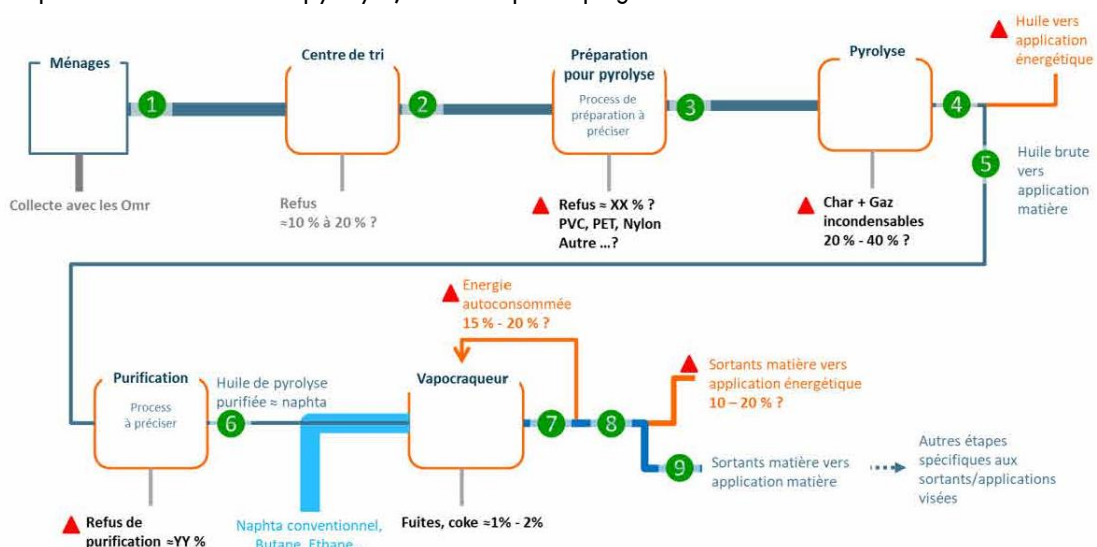 Ménages
Collecte avec les Omr
1
Centre de tri
Refus
≈10 % à 20 % ?
2
Préparation
pour pyrolyse
Process de
préparation à
préciser
Refus ≈ XX % ?
PVC, PET, Nylon
Autre ...?
3
Pyrolyse
Char + Gaz
incondensables
20 % - 40 % ?
4
Huile vers
application
énergétique
5
Huile brute
vers
application
matière
Purification
Process
à préciser
Refus de
purification ≈YY %
6
Huile de pyrolyse
purifiée ≈ naphta
Naphta conventionnel,
Butane, Ethane
Vapocraqueur
Fuites, coke ≈1% - 2%
Energie
autoconsommée
15 % - 20 % ?
7
8
Sortants matière vers
application énergétique
10 – 20 % ?
9
Sortants matière vers
application matière
Autres étapes
spécifiques aux
sortants/applications
visées